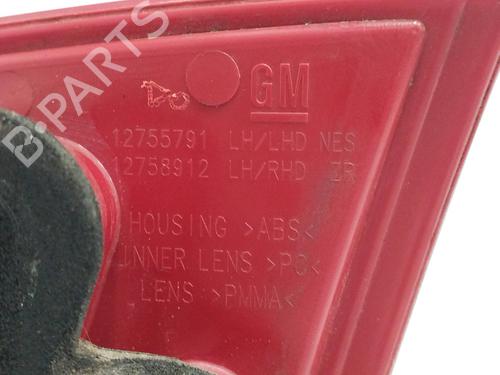 GM
12755791 LH/LHD NES
12758912 LH/RHD ZR
HOUSING >ABS<
INNER LENS >PC<
LENS >PMMA<
B-PARTS